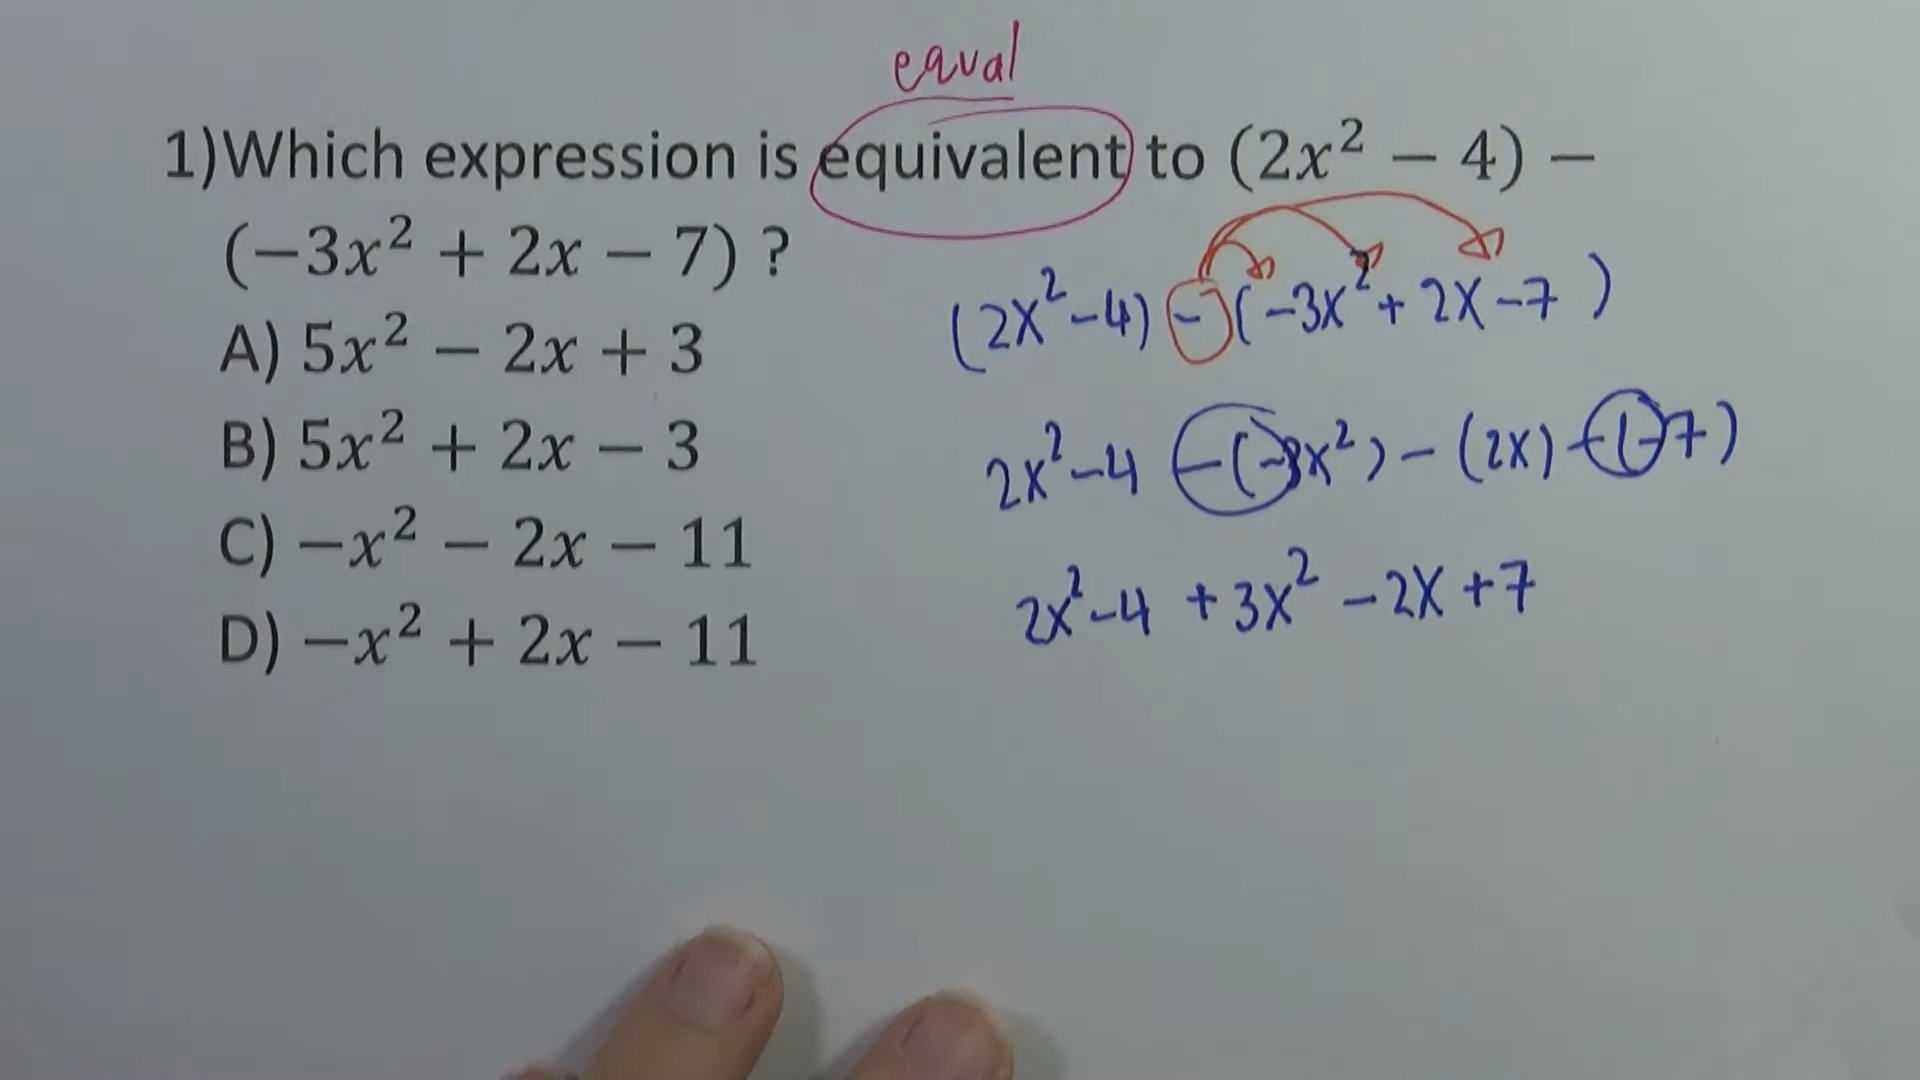 equal
1)Which expression is equivalent to (2x² − 4) −
(−3x² + 2x − 7) ?
A) 5x² − 2x + 3
B) 5x² + 2x − 3
C) −x² − 2x − 11
D) −x² + 2x − 11
(2x²-4) - (-3x²+ 2x-7 )
2x²-4 -(-3x²) - (2x) -(-7)
2x²-4 +3x² -2x +7